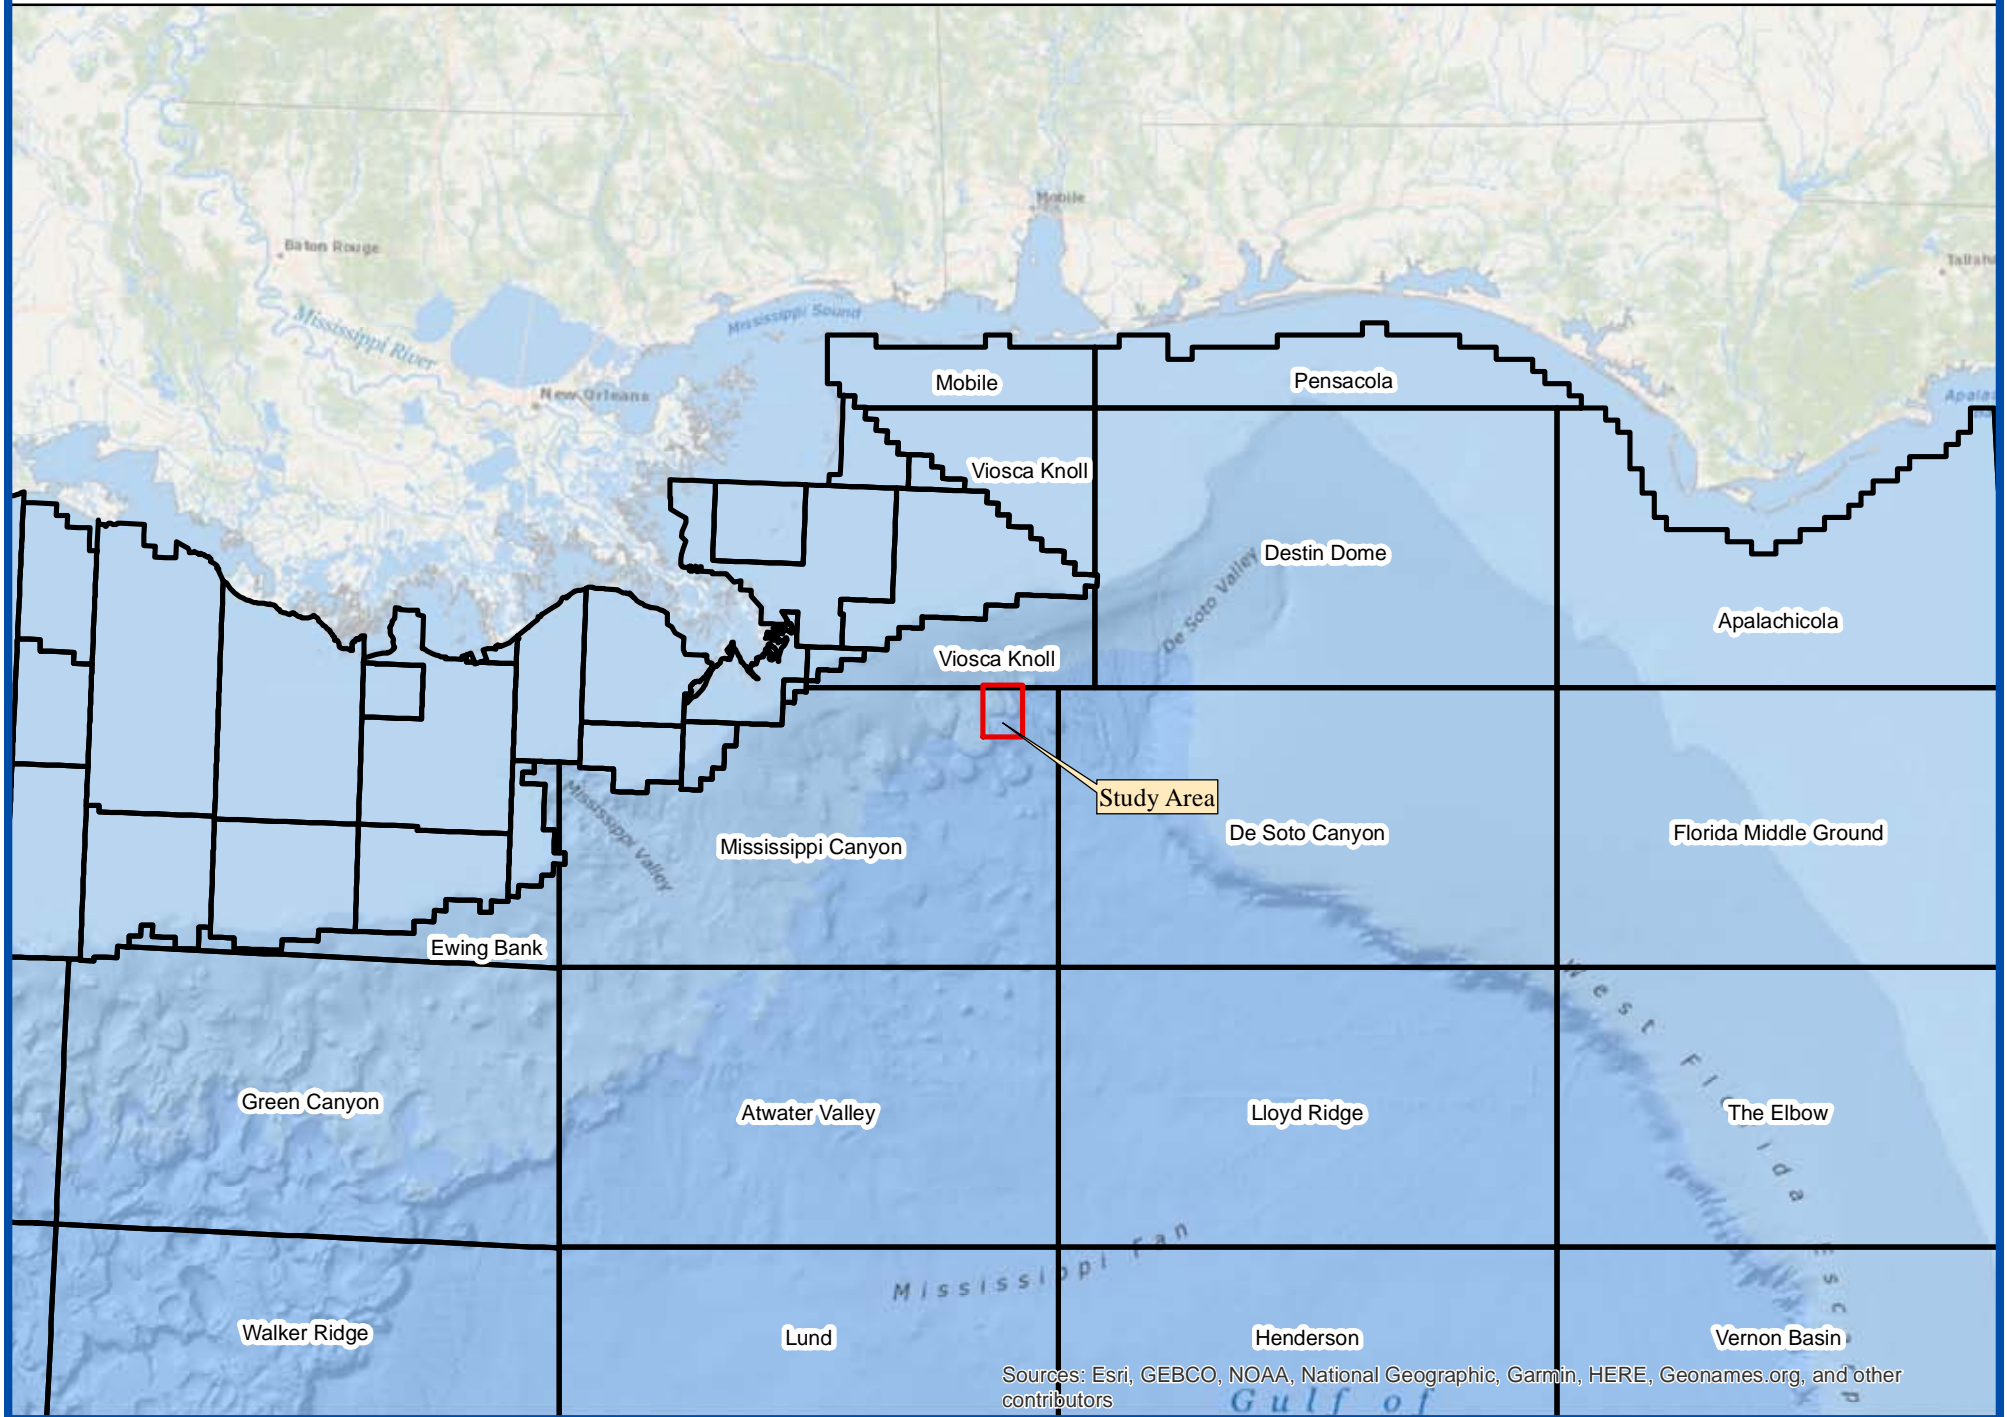 Mobile
Baton Rouge
Tallah
Mississippi Sound
Mississippi River
Mobile
Pensacola
New Orleans
Viosca Knoll
Destin Dome
De Soto Valley
Apalachicola
Viosca Knoll
Study Area
Mississippi Valley
Mississippi Canyon
De Soto Canyon
Florida Middle Ground
Ewing Bank
West Florida Escarp
Green Canyon
Atwater Valley
Lloyd Ridge
The Elbow
Mississippi Fan
Walker Ridge
Lund
Henderson
Vernon Basin
Sources: Esri, GEBCO, NOAA, National Geographic, Garmin, HERE, Geonames.org, and other
contributors
Gulf of